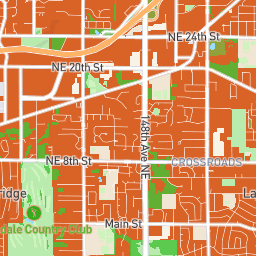 NE 24th St
NE 20th St
148th Ave NE
NE 8th St
CROSSROADS
ridge
La
dale Country Club
Main St